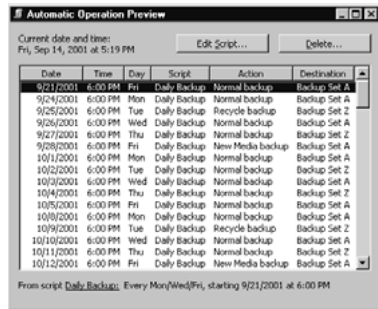 Automatic Operation Preview
Current date and time:
Fri, Sep 14, 2001 at 5:19 PM
Edit Script...
Delete...
Date Time Day Script Action Destination
9/21/2001 6:00 PM Fri Daily Backup Normal backup Backup Set A
9/24/2001 6:00 PM Mon Daily Backup Normal backup Backup Set A
9/25/2001 6:00 PM Tue Daily Backup Recycle backup Backup Set Z
9/26/2001 6:00 PM Wed Daily Backup Normal backup Backup Set A
9/27/2001 6:00 PM Thu Daily Backup Normal backup Backup Set Z
9/28/2001 6:00 PM Fri Daily Backup New Media backup Backup Set A
10/1/2001 6:00 PM Mon Daily Backup Normal backup Backup Set A
10/2/2001 6:00 PM Tue Daily Backup Normal backup Backup Set Z
10/3/2001 6:00 PM Wed Daily Backup Normal backup Backup Set A
10/4/2001 6:00 PM Thu Daily Backup Normal backup Backup Set Z
10/5/2001 6:00 PM Fri Daily Backup Normal backup Backup Set A
10/8/2001 6:00 PM Mon Daily Backup Normal backup Backup Set A
10/9/2001 6:00 PM Tue Daily Backup Recycle backup Backup Set Z
10/10/2001 6:00 PM Wed Daily Backup Normal backup Backup Set A
10/11/2001 6:00 PM Thu Daily Backup Normal backup Backup Set Z
10/12/2001 6:00 PM Fri Daily Backup New Media backup Backup Set A
From script Daily Backup: Every Mon/Wed/Fri, starting 9/21/2001 at 6:00 PM